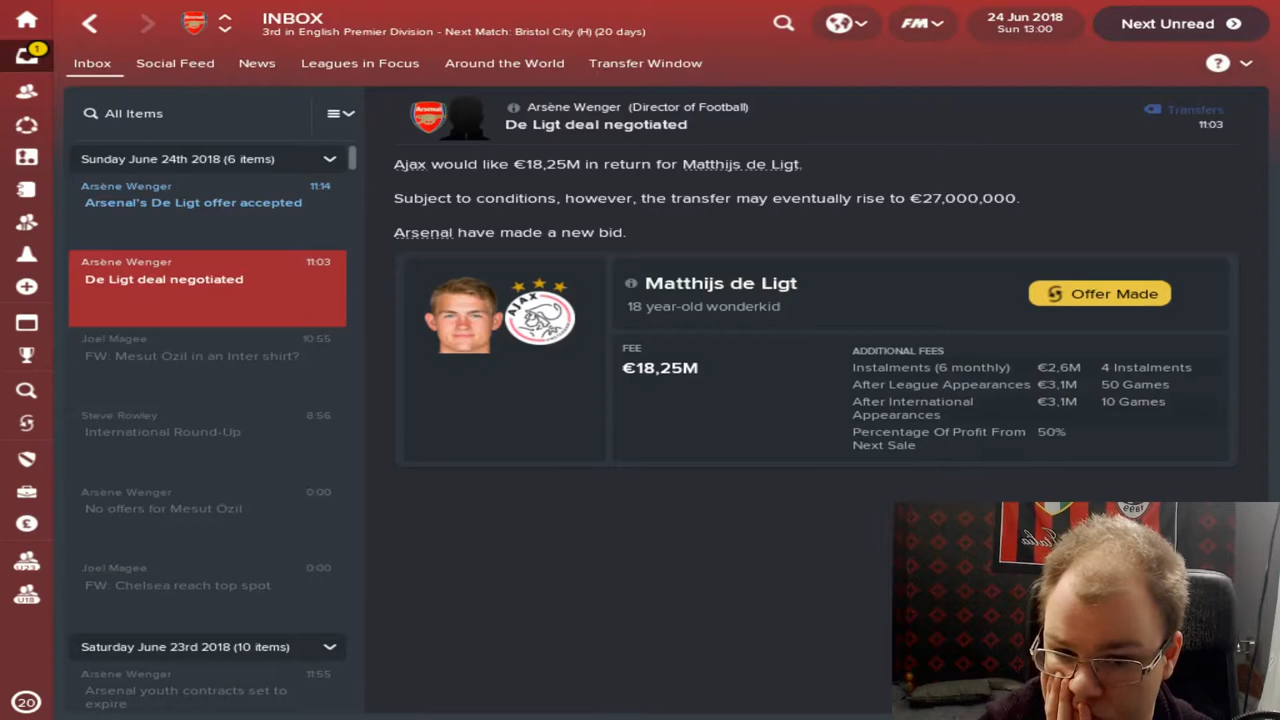 INBOX
3rd in English Premier Division - Next Match: Bristol City (H) (20 days)
FM
24 Jun 2018
Sun 13:00
Next Unread
1
Inbox
Social Feed
News
Leagues in Focus
Around the World
Transfer Window
?
All Items
Sunday June 24th 2018 (6 items)
Arsène Wenger 11:14
Arsenal's De Ligt offer accepted
Arsène Wenger 11:03
De Ligt deal negotiated
Joel Magee 10:55
FW: Mesut Özil in an Inter shirt?
Steve Rowley 8:56
International Round-Up
Arsène Wenger 0:00
No offers for Mesut Özil
Joel Magee 0:00
FW: Chelsea reach top spot
Saturday June 23rd 2018 (10 items)
Arsène Wenger 11:55
Arsenal youth contracts set to
expire
U23
U18
20
Arsenal
Arsène Wenger (Director of Football)
De Ligt deal negotiated
Transfers
11:03
Ajax would like €18,25M in return for Matthijs de Ligt.
Subject to conditions, however, the transfer may eventually rise to €27,000,000.
Arsenal have made a new bid.
AJAX
Matthijs de Ligt
18 year-old wonderkid
Offer Made
FEE
€18,25M
ADDITIONAL FEES
Instalments (6 monthly) €2,6M 4 Instalments
After League Appearances €3,1M 50 Games
After International €3,1M 10 Games
Appearances
Percentage Of Profit From 50%
Next Sale